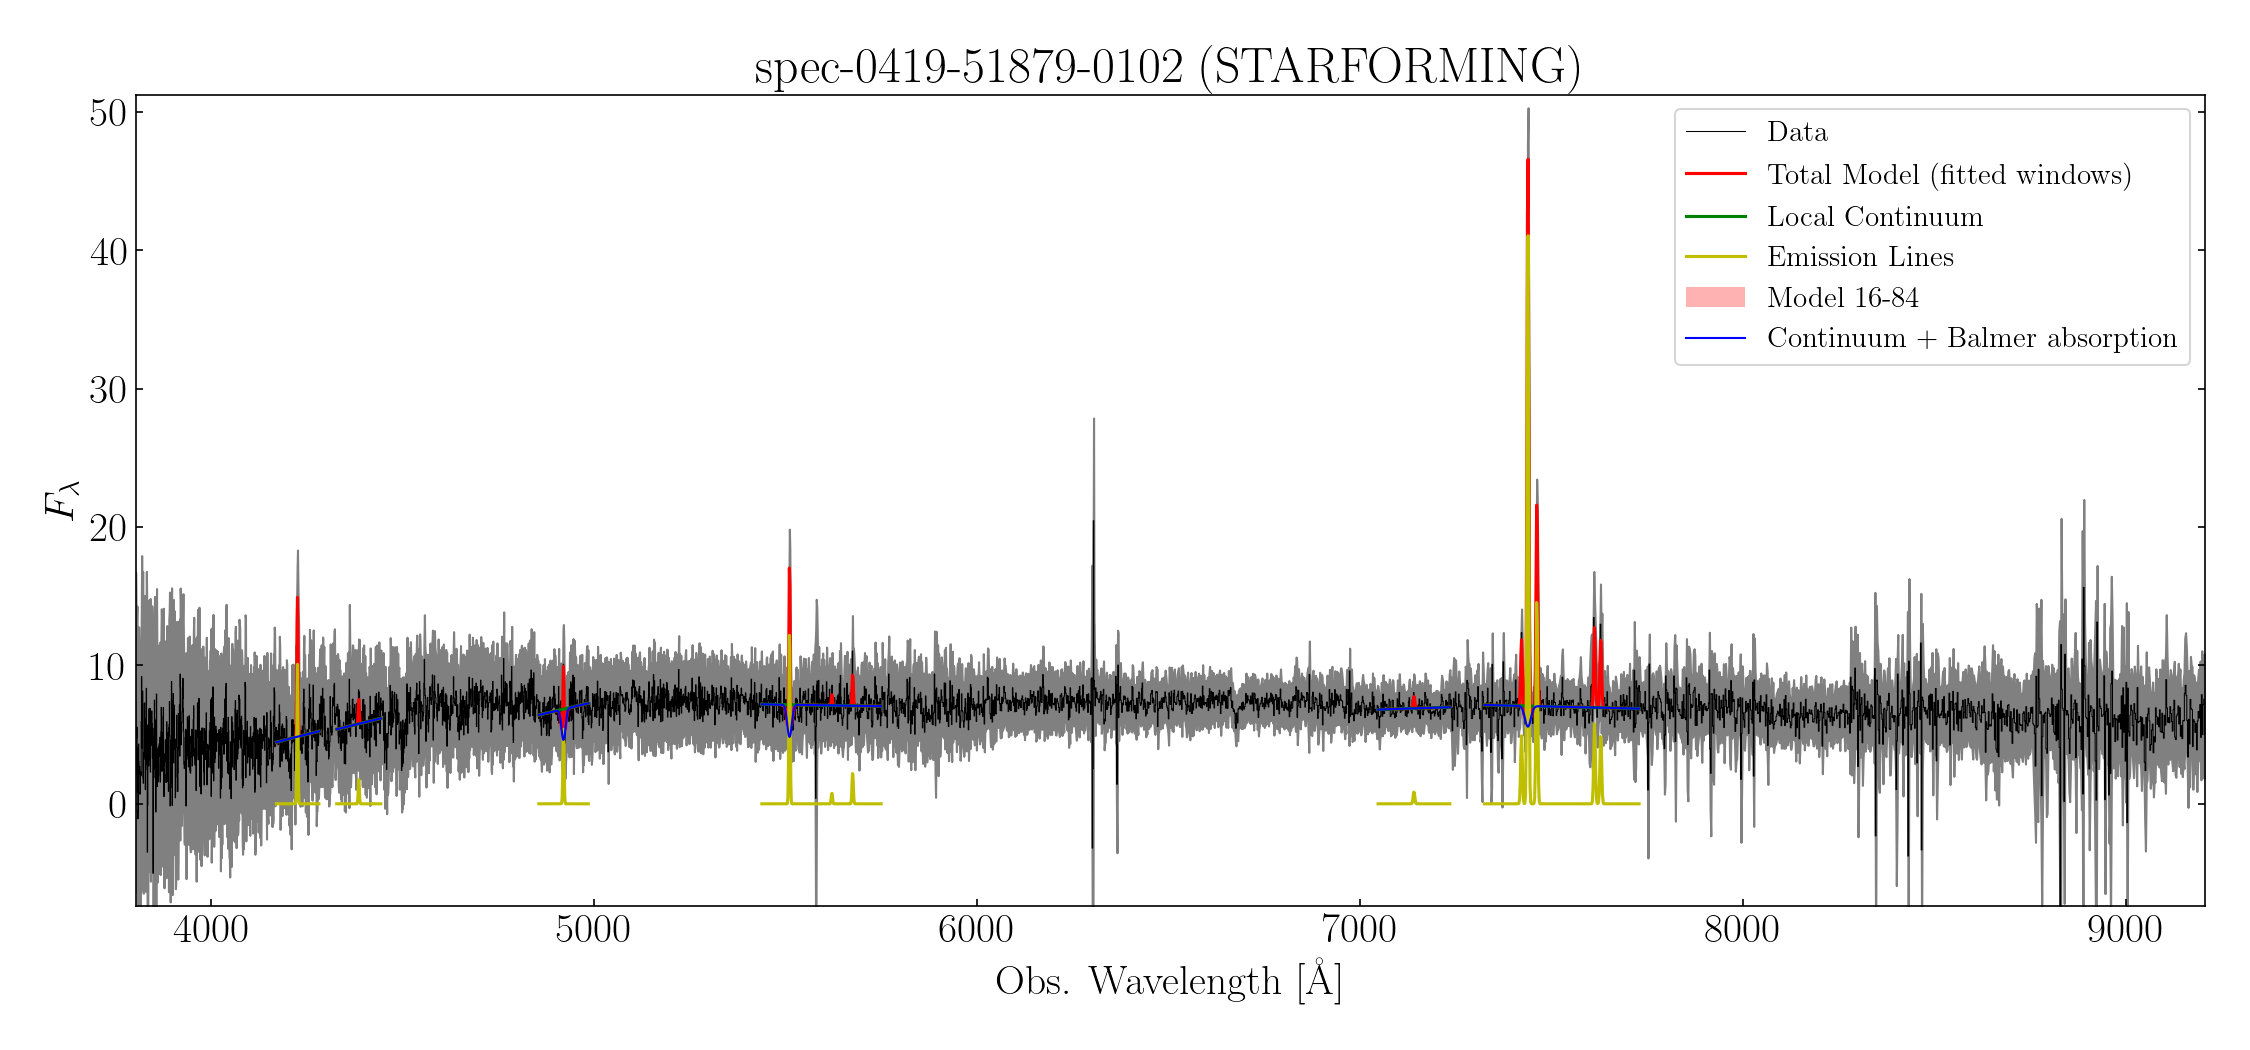 spec-0419-51879-0102 (STARFORMING)
50
40
30
20
10
0
F_λ
Data
Total Model (fitted windows)
Local Continuum
Emission Lines
Model 16-84
Continuum + Balmer absorption
4000 5000 6000 7000 8000 9000
Obs. Wavelength [Å]